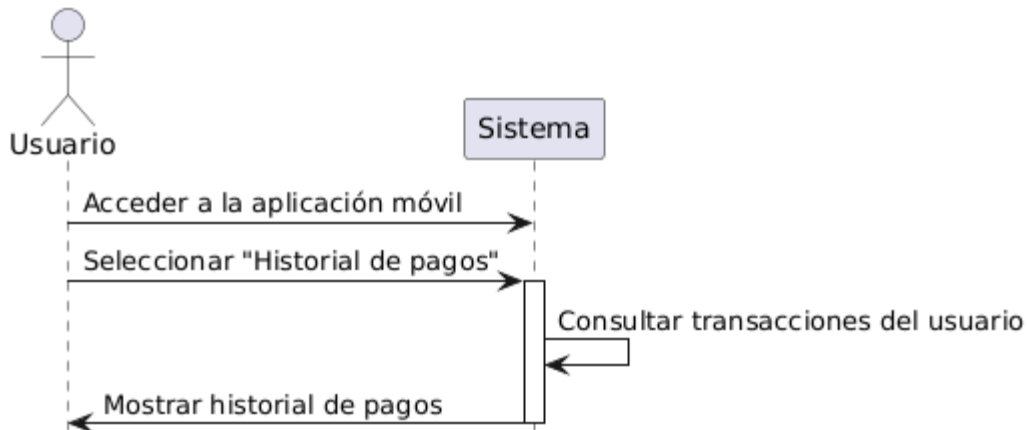 Usuario
Sistema
Acceder a la aplicación móvil
Seleccionar "Historial de pagos"
Consultar transacciones del usuario
Mostrar historial de pagos